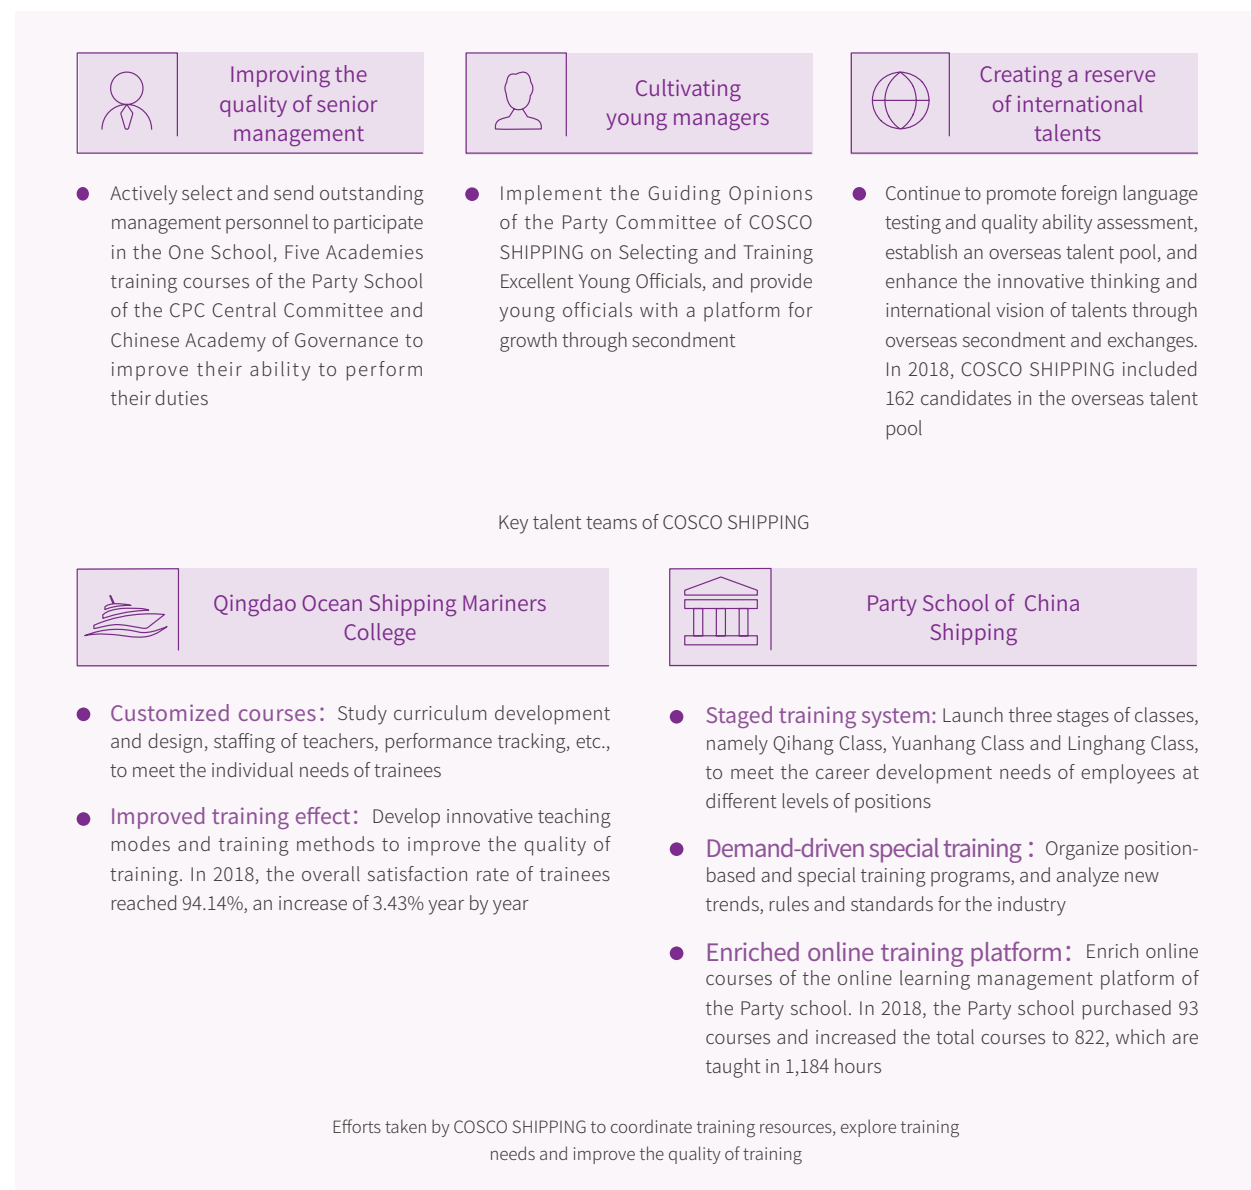 Improving the
quality of senior
management
Actively select and send outstanding
management personnel to participate
in the One School, Five Academies
training courses of the Party School
of the CPC Central Committee and
Chinese Academy of Governance to
improve their ability to perform
their duties
Cultivating
young managers
Implement the Guiding Opinions
of the Party Committee of COSCO
SHIPPING on Selecting and Training
Excellent Young Officials, and provide
young officials with a platform for
growth through secondment
Creating a reserve
of international
talents
Continue to promote foreign language
testing and quality ability assessment,
establish an overseas talent pool, and
enhance the innovative thinking and
international vision of talents through
overseas secondment and exchanges.
In 2018, COSCO SHIPPING included
162 candidates in the overseas talent
pool
Key talent teams of COSCO SHIPPING
Qingdao Ocean Shipping Mariners
College
Customized courses： Study curriculum development
and design, staffing of teachers, performance tracking, etc.,
to meet the individual needs of trainees
Improved training effect： Develop innovative teaching
modes and training methods to improve the quality of
training. In 2018, the overall satisfaction rate of trainees
reached 94.14%, an increase of 3.43% year by year
Party School of China
Shipping
Staged training system: Launch three stages of classes,
namely Qihang Class, Yuanhang Class and Linghang Class,
to meet the career development needs of employees at
different levels of positions
Demand-driven special training： Organize position-
based and special training programs, and analyze new
trends, rules and standards for the industry
Enriched online training platform： Enrich online
courses of the online learning management platform of
the Party school. In 2018, the Party school purchased 93
courses and increased the total courses to 822, which are
taught in 1,184 hours
Efforts taken by COSCO SHIPPING to coordinate training resources, explore training
needs and improve the quality of training